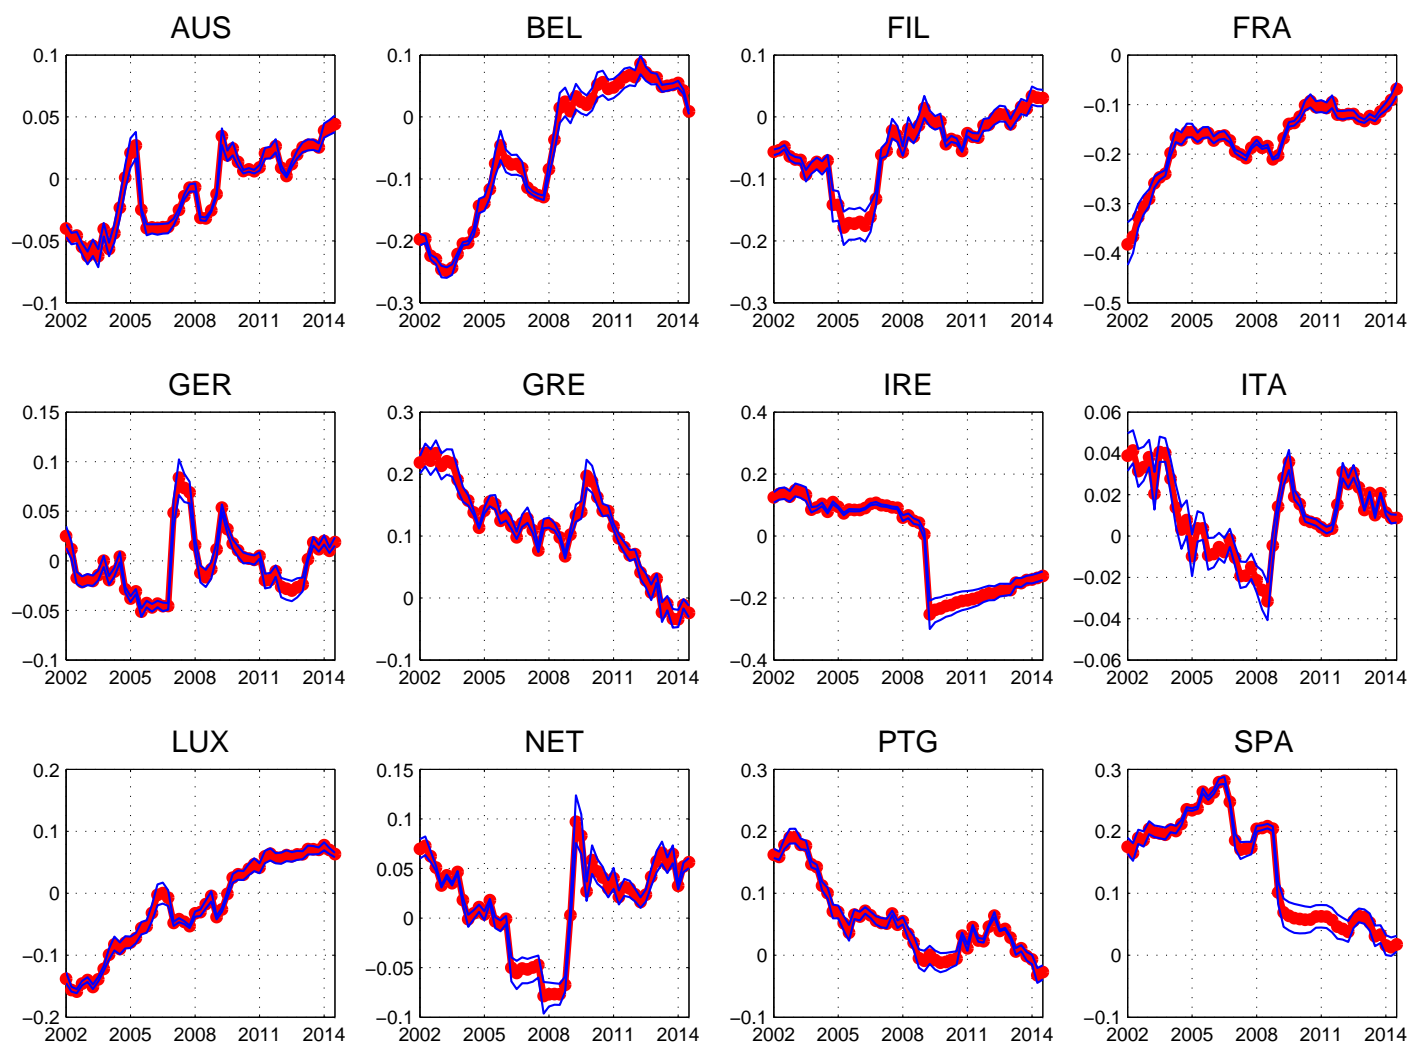 AUS BEL FIL FRA
0.1 0.1 0.1 0
0.05 0 0 −0.1
0 −0.1 −0.1 −0.2
−0.05 −0.2 −0.2 −0.3
−0.4
−0.1 −0.3 −0.3 −0.5
2002 2005 2008 2011 2014 2002 2005 2008 2011 2014 2002 2005 2008 2011 2014 2002 2005 2008 2011 2014
GER GRE IRE ITA
0.15 0.3 0.4 0.06
0.1 0.2 0.2 0.04
0.05 0.02
0 0.1 0 0
−0.05 0 −0.2 −0.02
−0.04
−0.1 −0.1 −0.4 −0.06
2002 2005 2008 2011 2014 2002 2005 2008 2011 2014 2002 2005 2008 2011 2014 2002 2005 2008 2011 2014
LUX NET PTG SPA
0.2 0.15 0.3 0.3
0.1 0.1 0.2 0.2
0.05
0 0 0.1 0.1
−0.1 −0.05 0 0
−0.2 −0.1 −0.1 −0.1
2002 2005 2008 2011 2014 2002 2005 2008 2011 2014 2002 2005 2008 2011 2014 2002 2005 2008 2011 2014